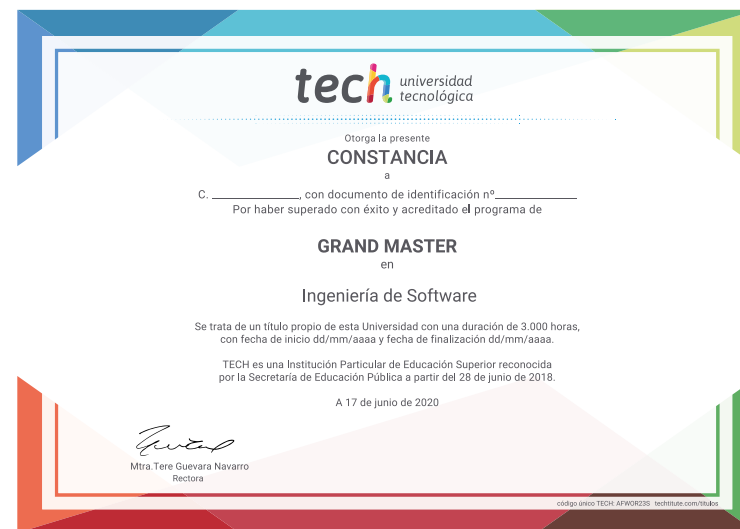 tech universidad
tecnológica
Otorga la presente
CONSTANCIA
a
C. ______________, con documento de identificación nº_____________
Por haber superado con éxito y acreditado el programa de
GRAND MASTER
en
Ingeniería de Software
Se trata de un título propio de esta Universidad con una duración de 3.000 horas,
con fecha de inicio dd/mm/aaaa y fecha de finalización dd/mm/aaaa.
TECH es una Institución Particular de Educación Superior reconocida
por la Secretaría de Educación Pública a partir del 28 de junio de 2018.
A 17 de junio de 2020
Mtra.Tere Guevara Navarro
Rectora
código único TECH: AFWOR23S techtitute.com/titulos